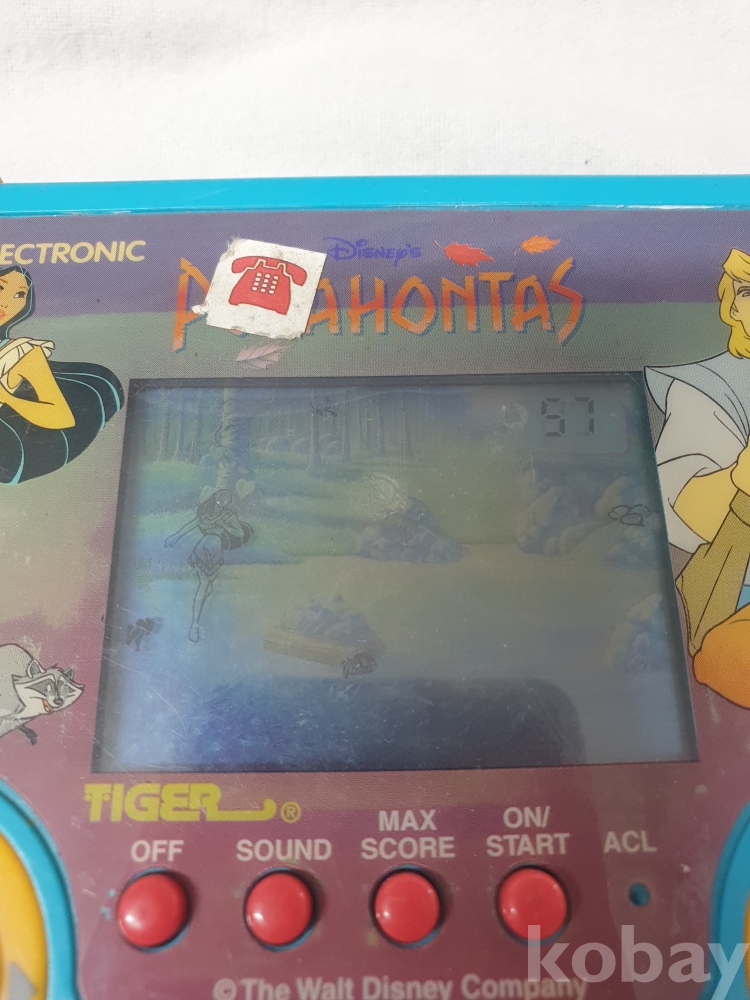 ECTRONIC
Disney's
P AHONTAS
57
TIGER®
OFF SOUND MAX SCORE ON/ START ACL
© The Walt Disney Company
kobay